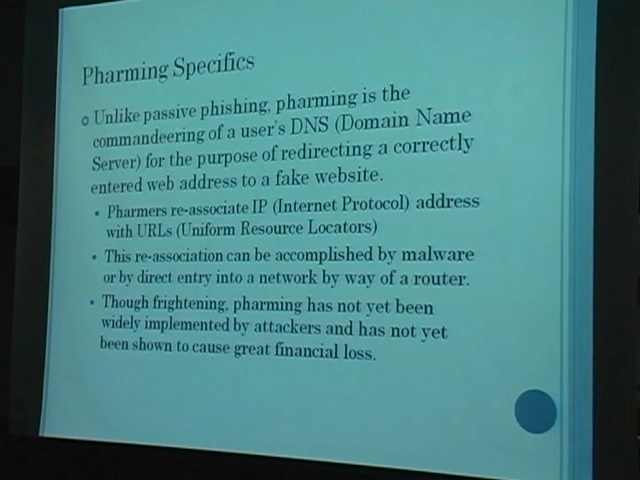 Pharming Specifics
Unlike passive phishing, pharming is the
commandeering of a user's DNS (Domain Name
Server) for the purpose of redirecting a correctly
entered web address to a fake website.
Pharmers re-associate IP (Internet Protocol) address
with URLs (Uniform Resource Locators)
This re-association can be accomplished by malware
or by direct entry into a network by way of a router.
Though frightening, pharming has not yet been
widely implemented by attackers and has not yet
been shown to cause great financial loss.